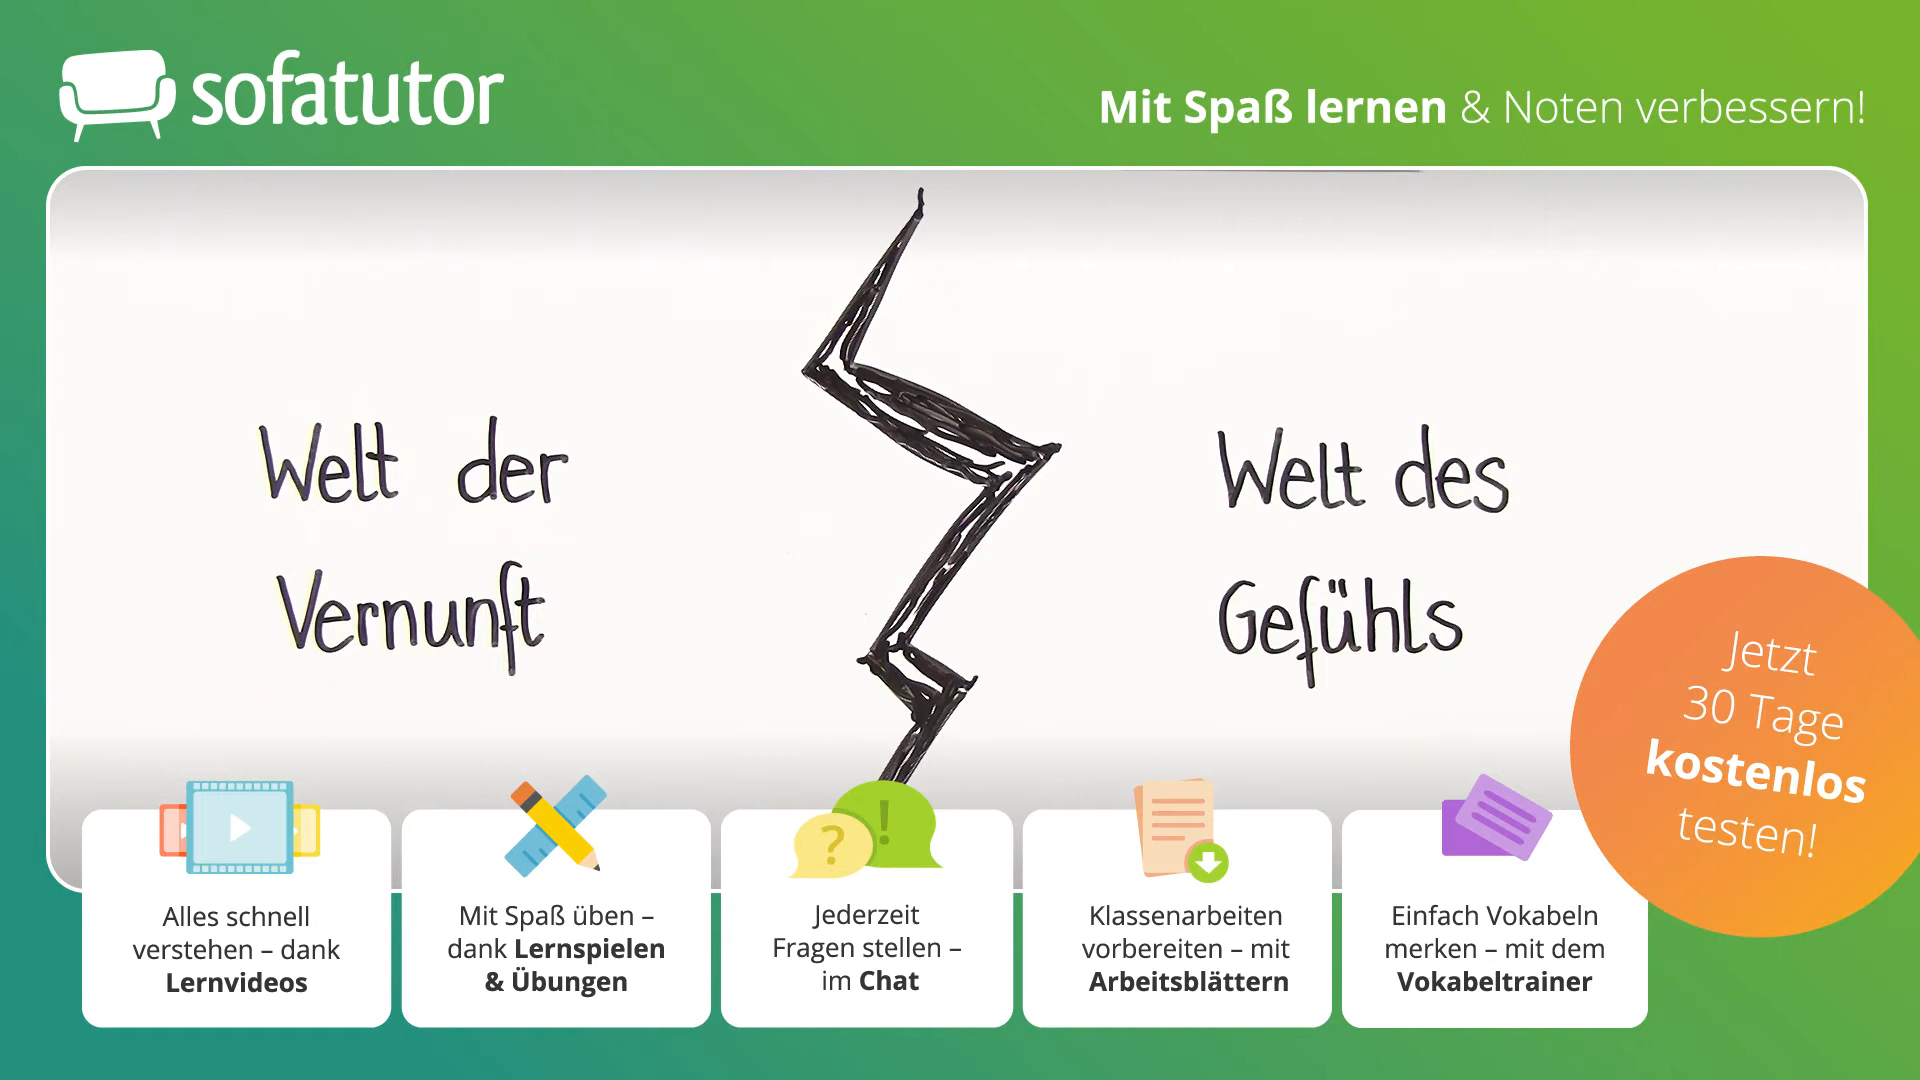 sofatutor
Mit Spaß lernen & Noten verbessern!
Welt der
Vernunft
Welt des
Gefühls
Jetzt
30 Tage
kostenlos
testen!
Alles schnell
verstehen – dank
Lernvideos
Mit Spaß üben –
dank Lernspielen
& Übungen
?
!
Jederzeit
Fragen stellen –
im Chat
Klassenarbeiten
vorbereiten – mit
Arbeitsblättern
Einfach Vokabeln
merken – mit dem
Vokabeltrainer